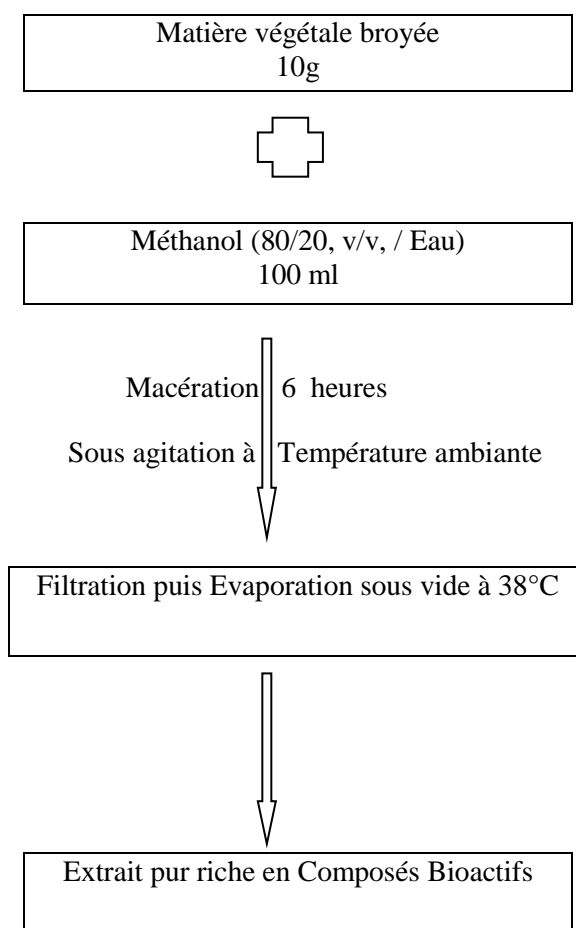 Matière végétale broyée
10g
Méthanol (80/20, v/v, / Eau)
100 ml
Macération 6 heures
Sous agitation à Température ambiante
Filtration puis Evaporation sous vide à 38°C
Extrait pur riche en Composés Bioactifs